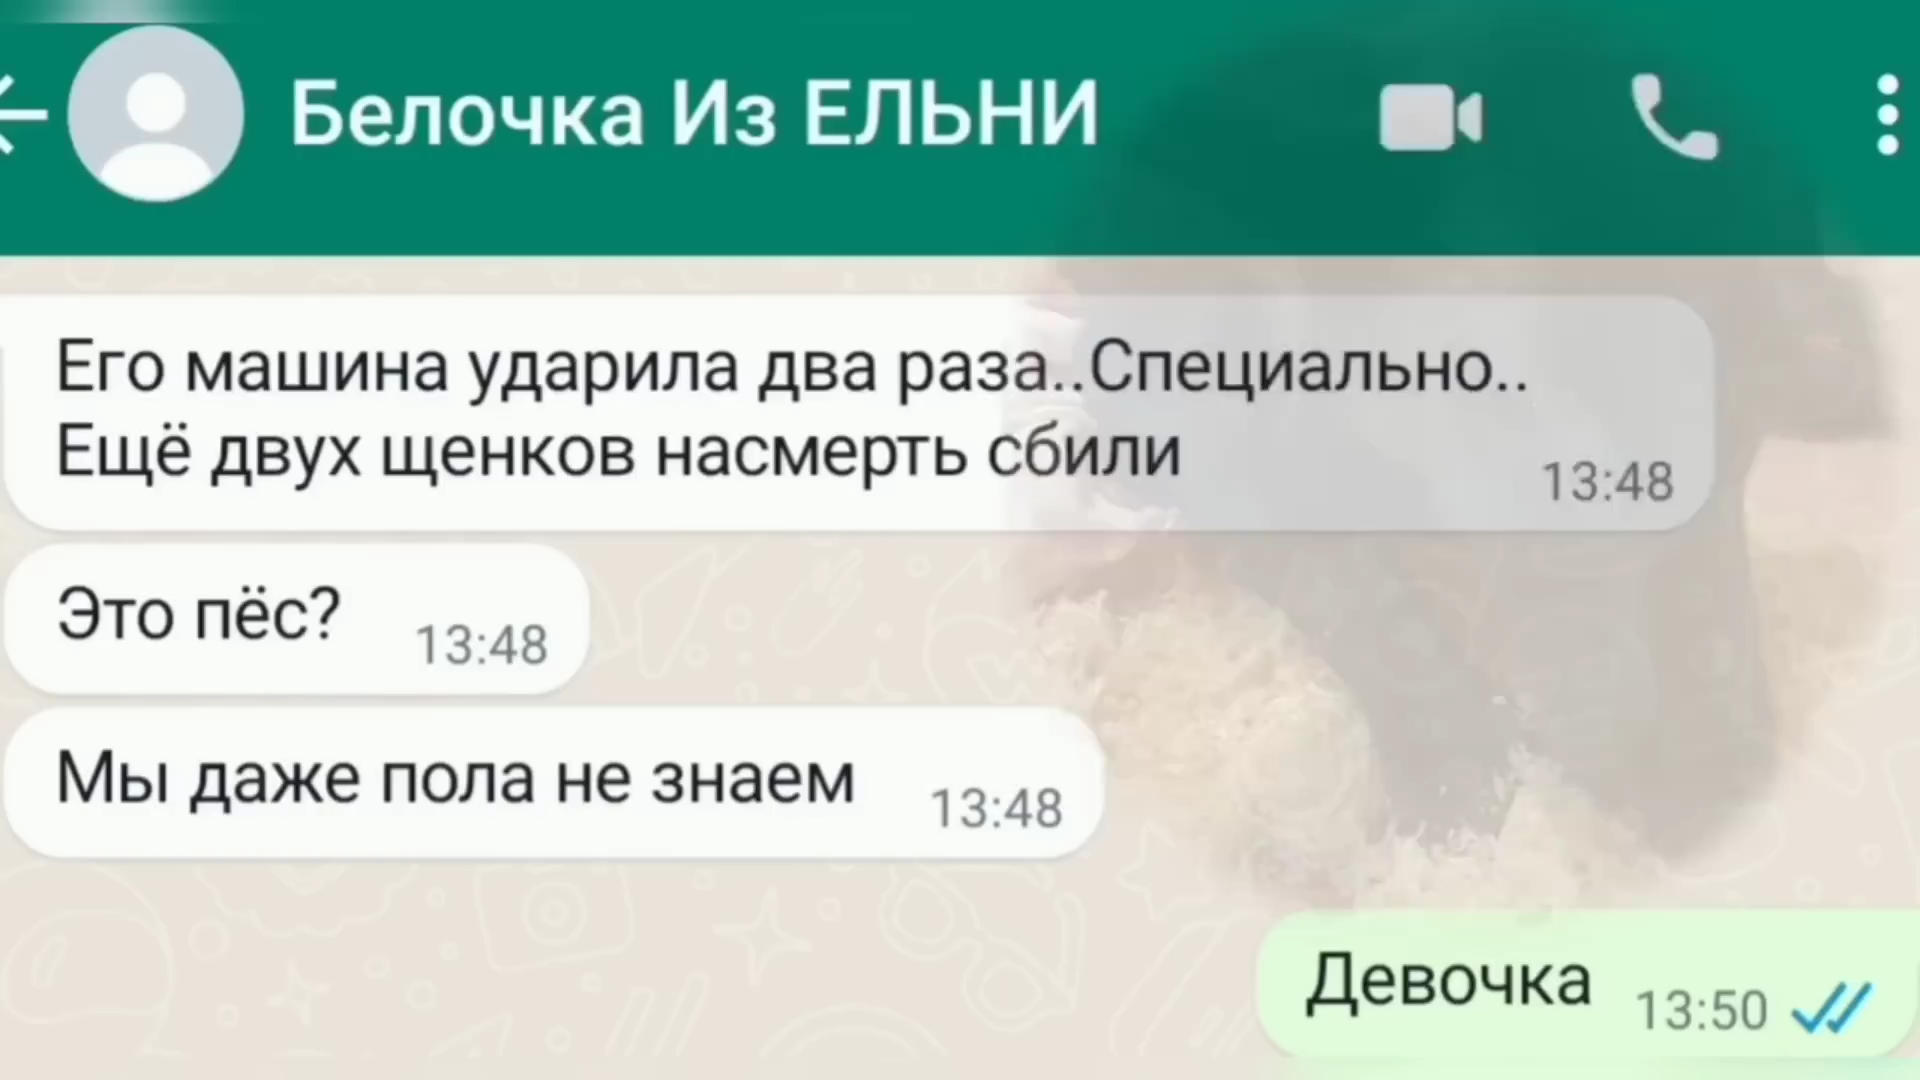 Белочка Из ЕЛЬНИ
Его машина ударила два раза..Специально..
Ещё двух щенков насмерть сбили
13:48
Это пёс?
13:48
Мы даже пола не знаем
13:48
Девочка
13:50